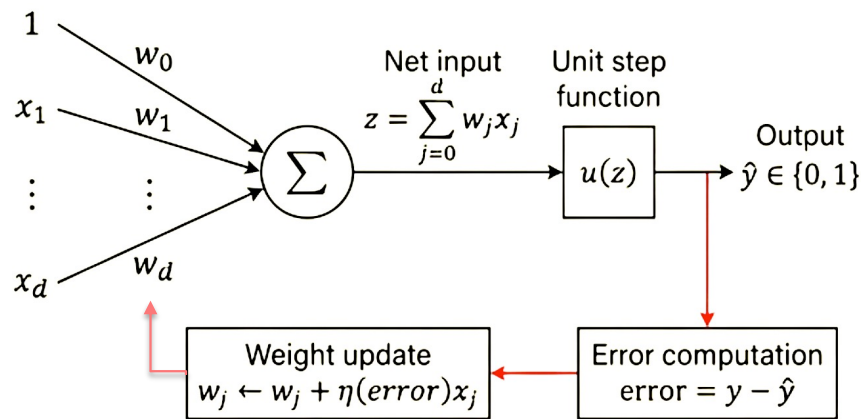 1
w₀
x₁
w₁
⋮
⋮
x_d
w_d
∑
Net input
z = ∑_{j=0}^{d} w_j x_j
Unit step
function
u(z)
Output
ŷ ∈ {0, 1}
Error computation
error = y − ŷ
Weight update
w_j ← w_j + η(error)x_j